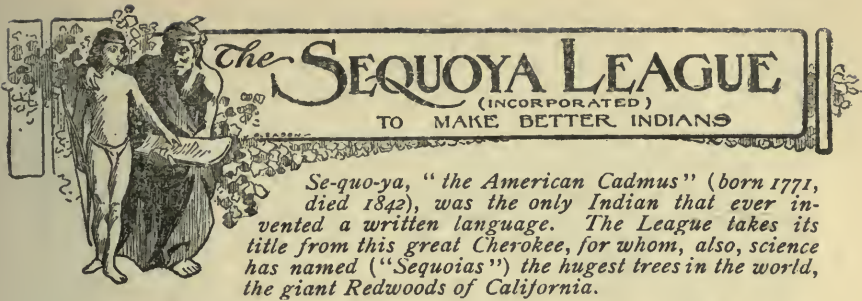 The SEQUOYA LEAGUE
(INCORPORATED)
TO MAKE BETTER INDIANS
Se-quo-ya, "the American Cadmus" (born 1771,
died 1842), was the only Indian that ever in-
vented a written language. The League takes its
title from this great Cherokee, for whom, also, science
has named ("Sequoias") the hugest trees in the world,
the giant Redwoods of California.